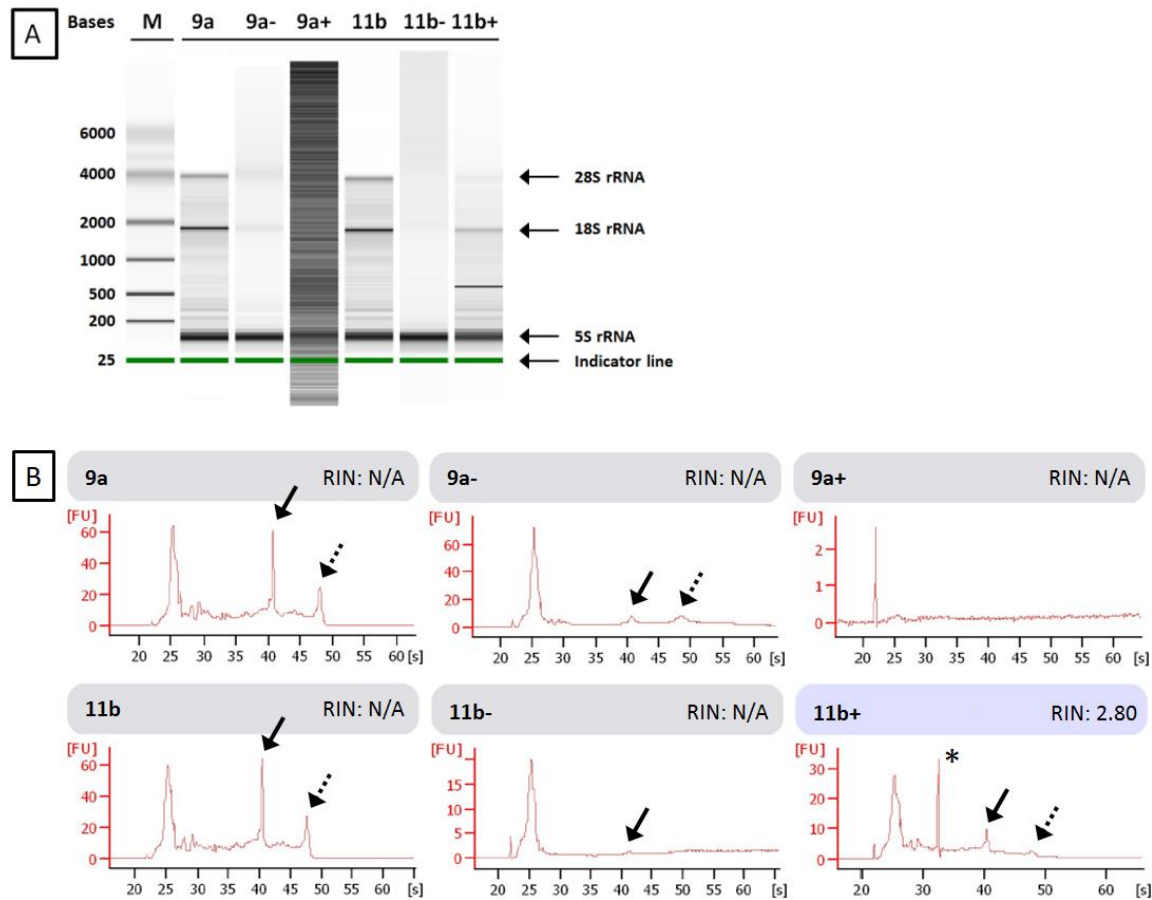 A
Bases M 9a 9a- 9a+ 11b 11b- 11b+
6000
4000
28S rRNA
2000
18S rRNA
1000
500
200
5S rRNA
25
Indicator line
B
9a RIN: N/A
9a- RIN: N/A
9a+ RIN: N/A
[FU]
60
40
20
0
20 25 30 35 40 45 50 55 60 [s]
[FU]
60
40
20
0
20 25 30 35 40 45 50 55 60 [s]
[FU]
2
1
0
20 25 30 35 40 45 50 55 60 [s]
11b RIN: N/A
11b- RIN: N/A
11b+ RIN: 2.80
[FU]
60
40
20
0
20 25 30 35 40 45 50 55 60 [s]
[FU]
15
10
5
0
20 25 30 35 40 45 50 55 60 [s]
[FU]
*
30
20
10
0
20 30 40 50 60 [s]